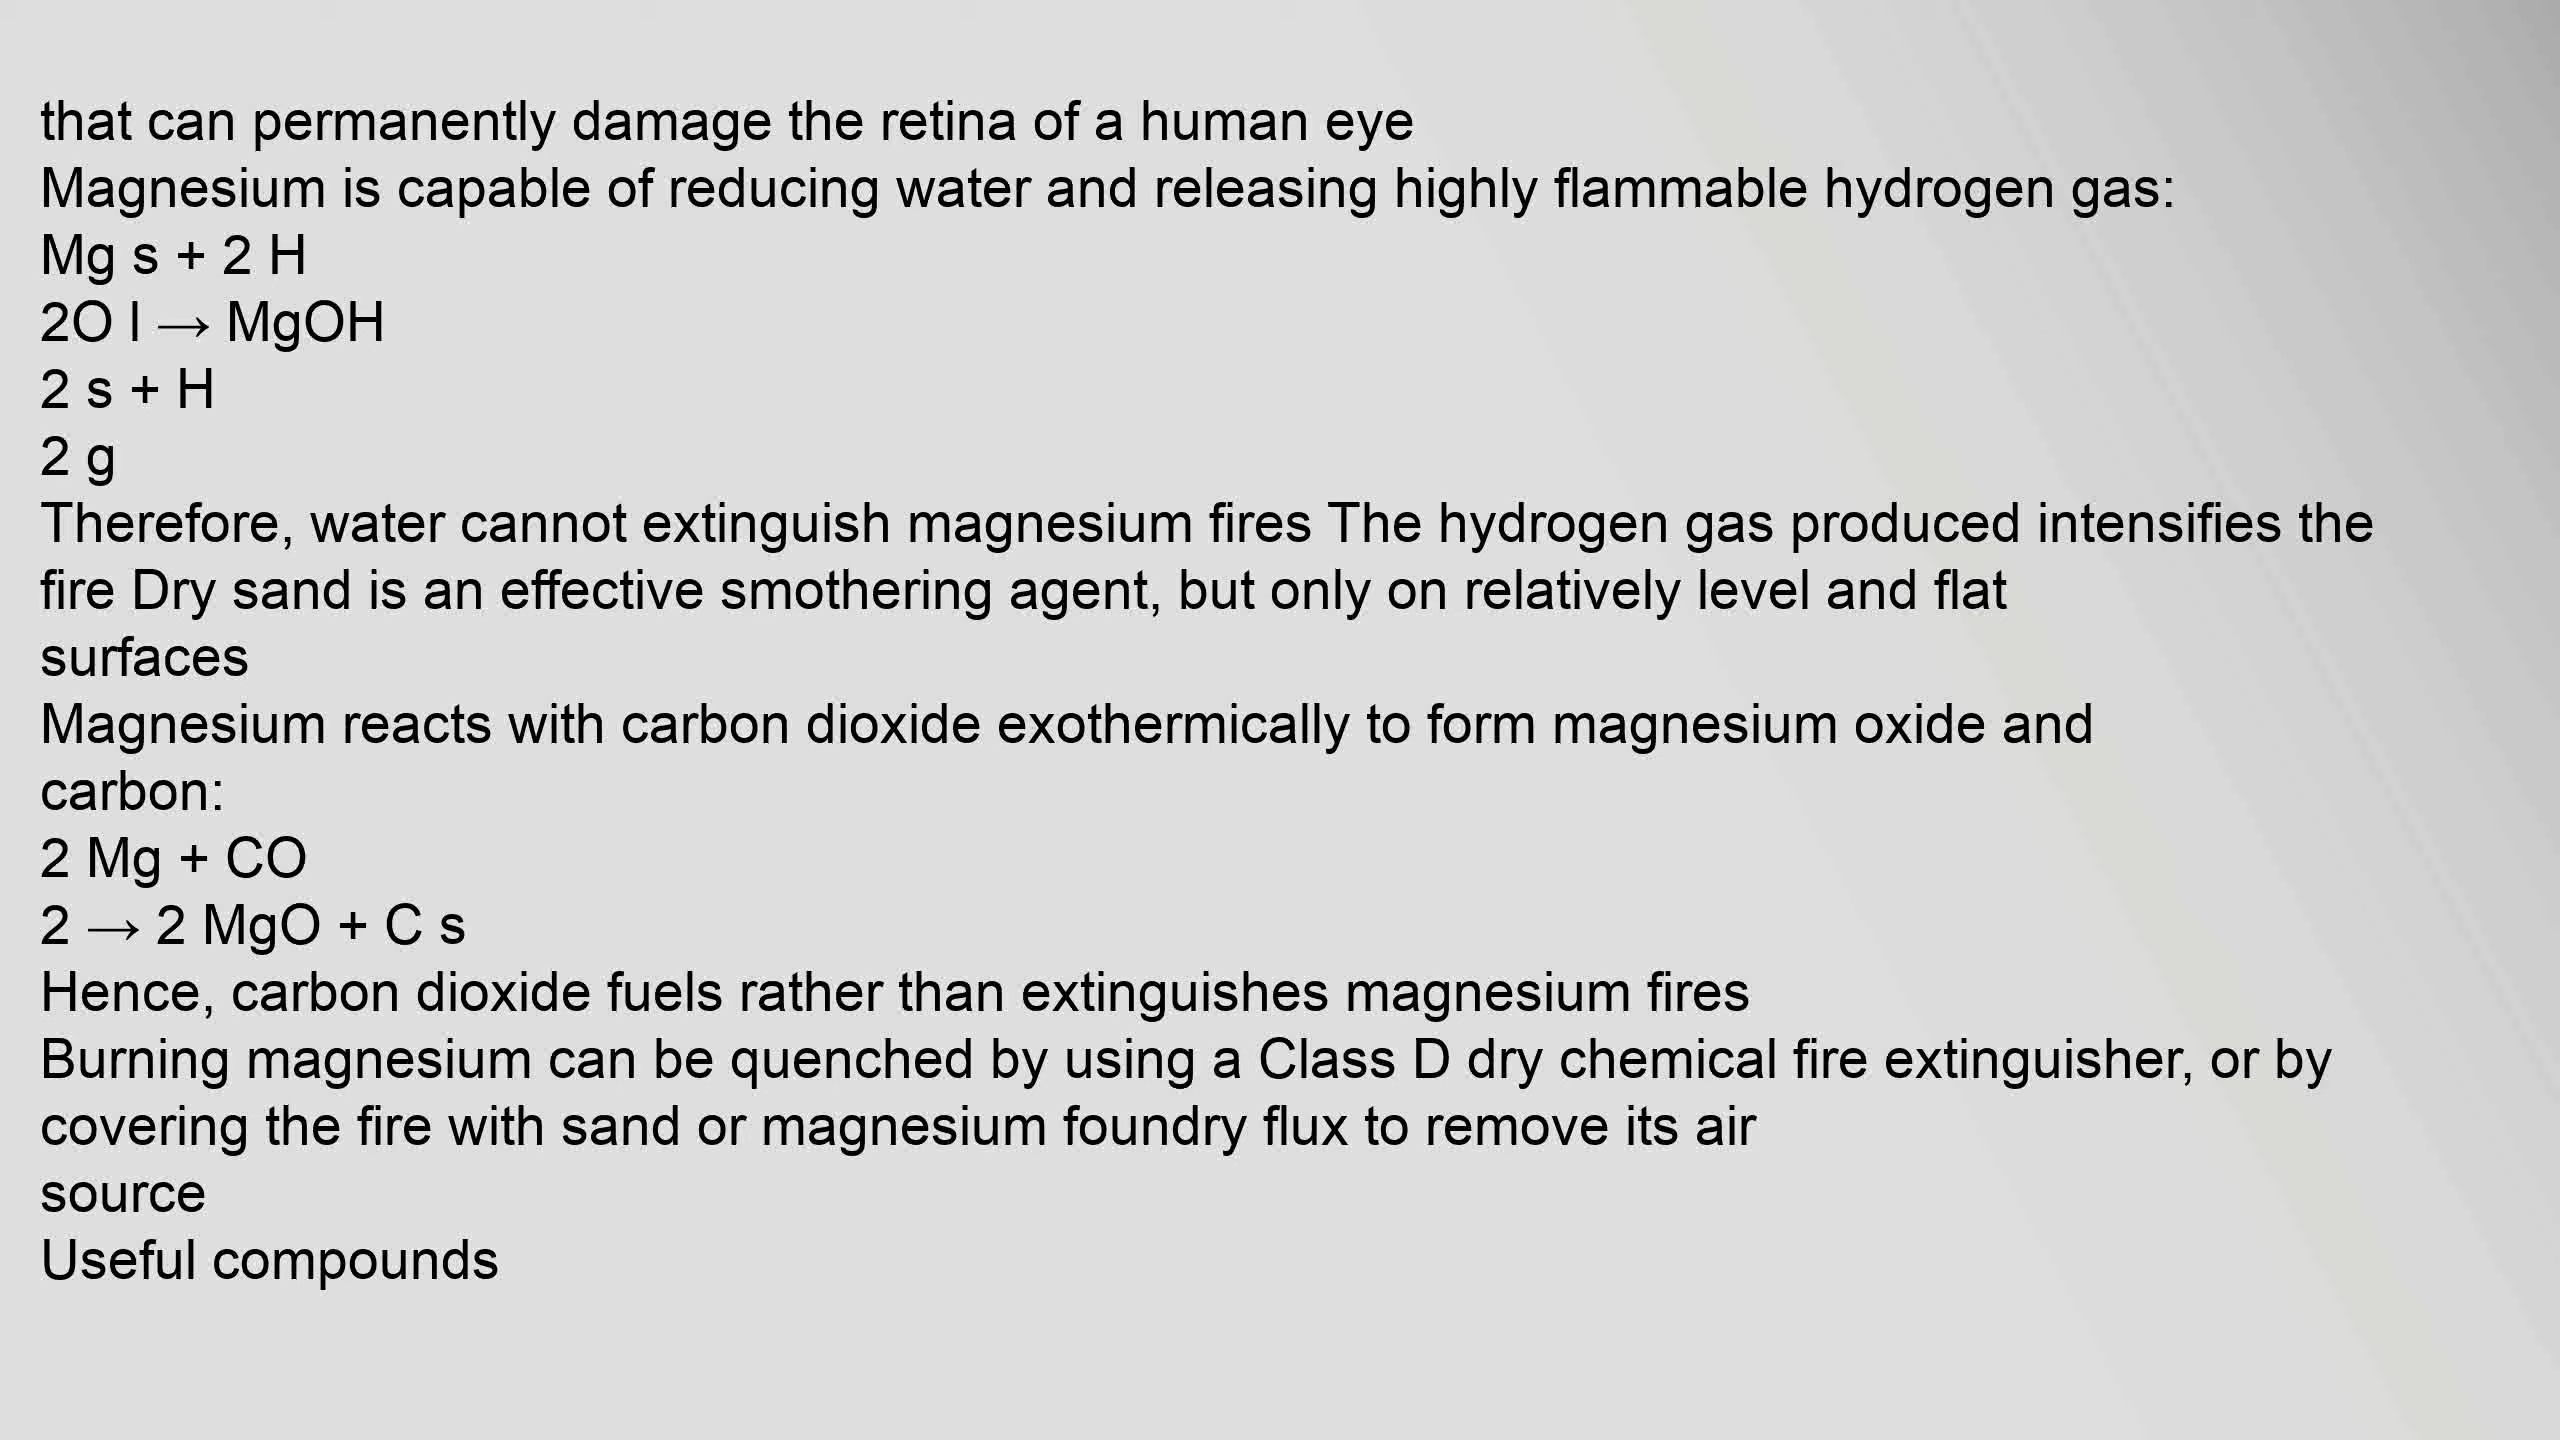 that can permanently damage the retina of a human eye
Magnesium is capable of reducing water and releasing highly flammable hydrogen gas:
Mg s + 2 H
2O l → MgOH
2 s + H
2 g
Therefore, water cannot extinguish magnesium fires The hydrogen gas produced intensifies the
fire Dry sand is an effective smothering agent, but only on relatively level and flat
surfaces
Magnesium reacts with carbon dioxide exothermically to form magnesium oxide and
carbon:
2 Mg + CO
2 → 2 MgO + C s
Hence, carbon dioxide fuels rather than extinguishes magnesium fires
Burning magnesium can be quenched by using a Class D dry chemical fire extinguisher, or by
covering the fire with sand or magnesium foundry flux to remove its air
source
Useful compounds